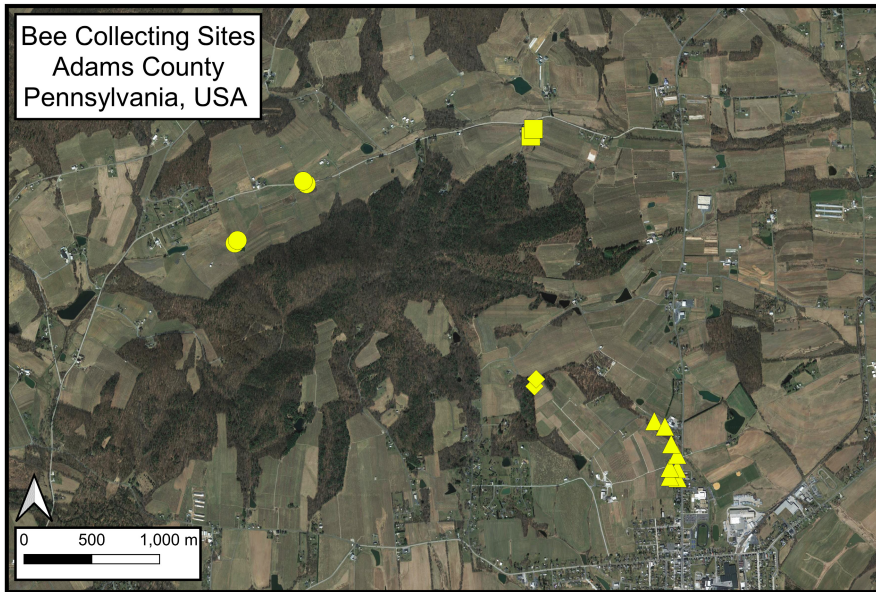 Bee Collecting Sites
Adams County
Pennsylvania, USA
0 500 1,000 m